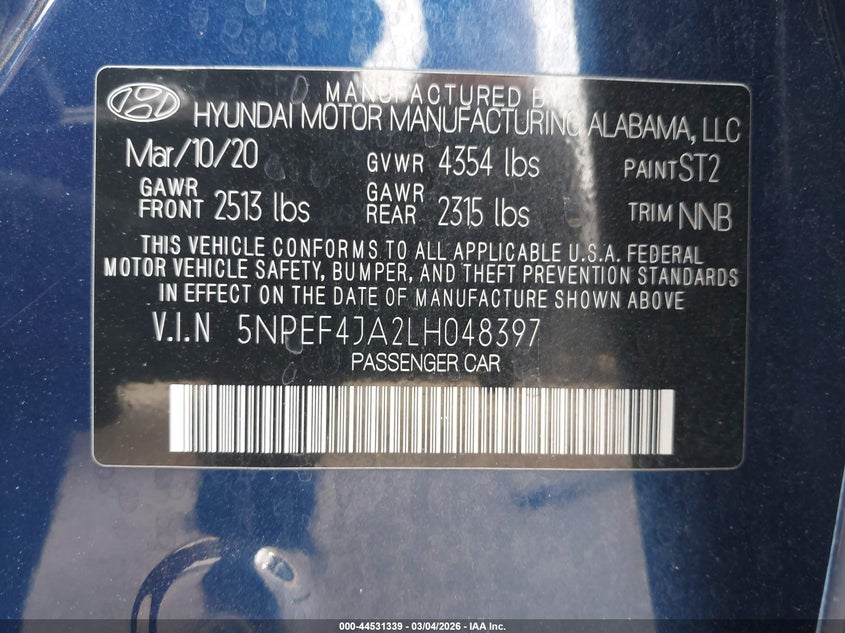 MANUFACTURED BY
HYUNDAI MOTOR MANUFACTURING ALABAMA, LLC
Mar/10/20 GVWR 4354 lbs PAINT ST2
GAWR FRONT 2513 lbs GAWR REAR 2315 lbs TRIM NNB
THIS VEHICLE CONFORMS TO ALL APPLICABLE U.S.A. FEDERAL
MOTOR VEHICLE SAFETY, BUMPER, AND THEFT PREVENTION STANDARDS
IN EFFECT ON THE DATE OF MANUFACTURE SHOWN ABOVE
V.I.N 5NPEF4JA2LH048397
PASSENGER CAR
000-44531339 - 03/04/2026 - IAA Inc.